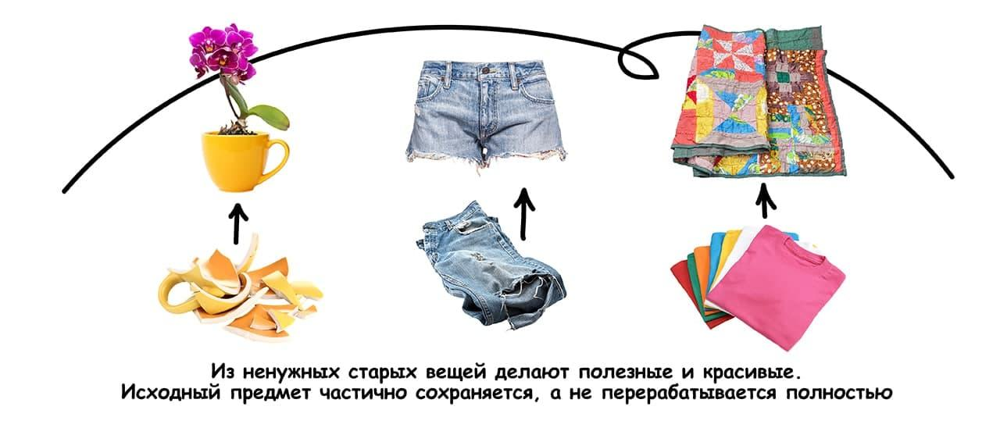 Из ненужных старых вещей делают полезные и красивые.
Исходный предмет частично сохраняется, а не перерабатывается полностью